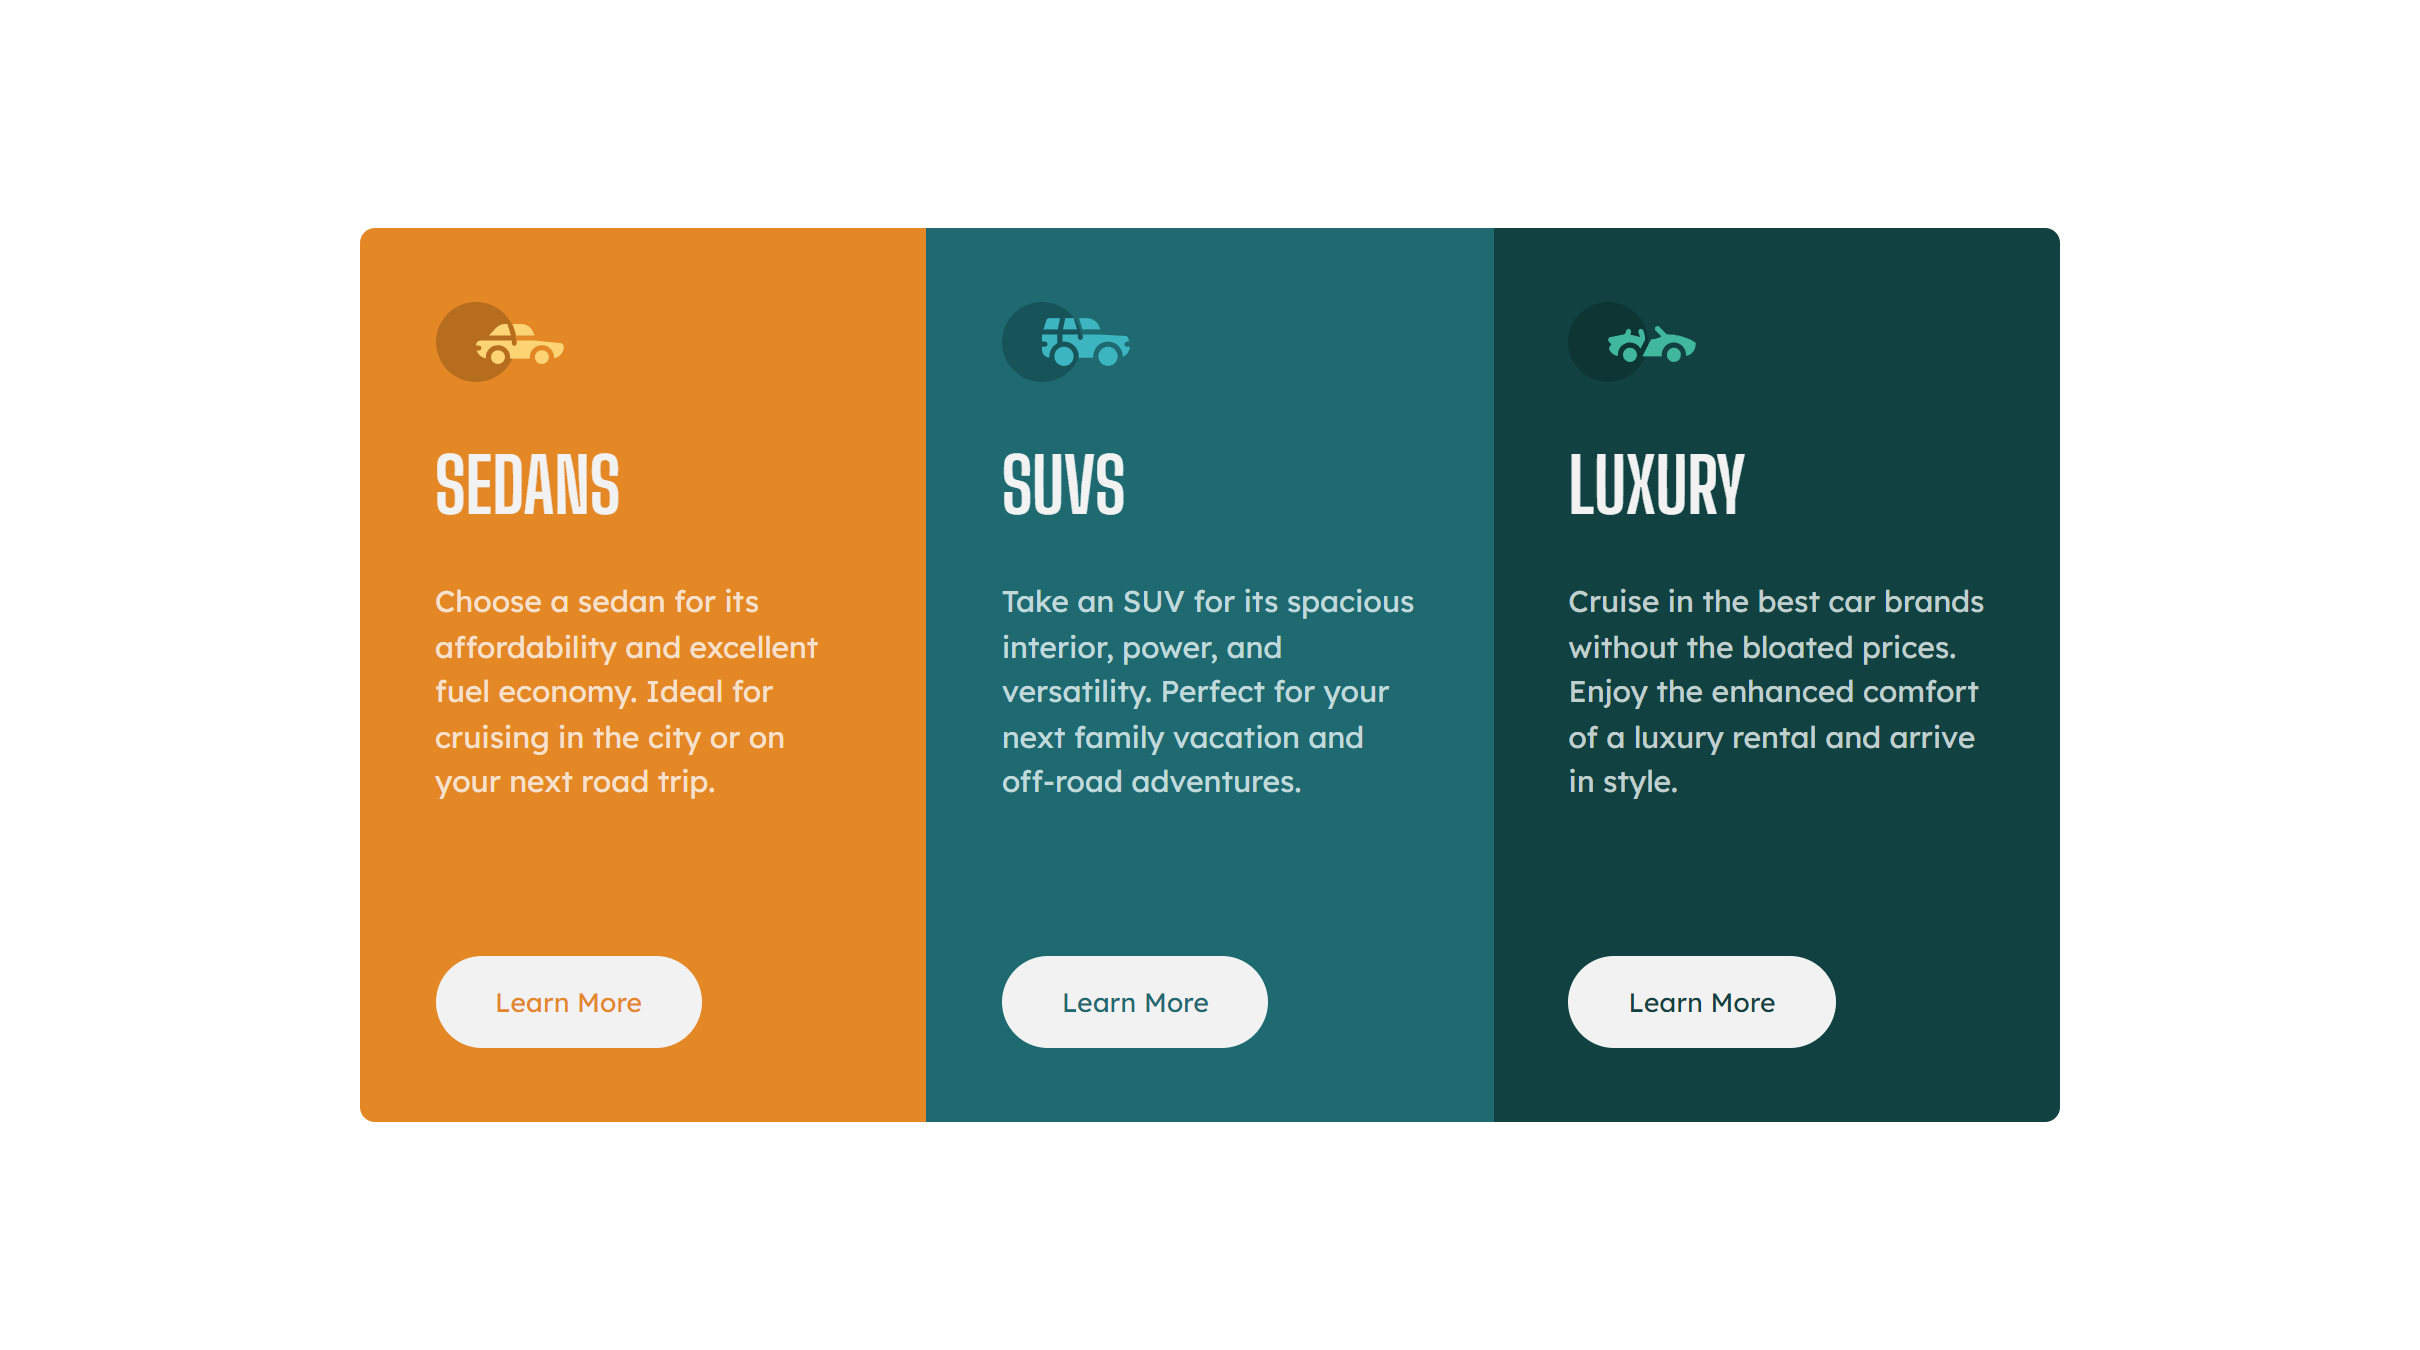 SEDANS
Choose a sedan for its
affordability and excellent
fuel economy. Ideal for
cruising in the city or on
your next road trip.
Learn More
SUVS
Take an SUV for its spacious
interior, power, and
versatility. Perfect for your
next family vacation and
off-road adventures.
Learn More
LUXURY
Cruise in the best car brands
without the bloated prices.
Enjoy the enhanced comfort
of a luxury rental and arrive
in style.
Learn More